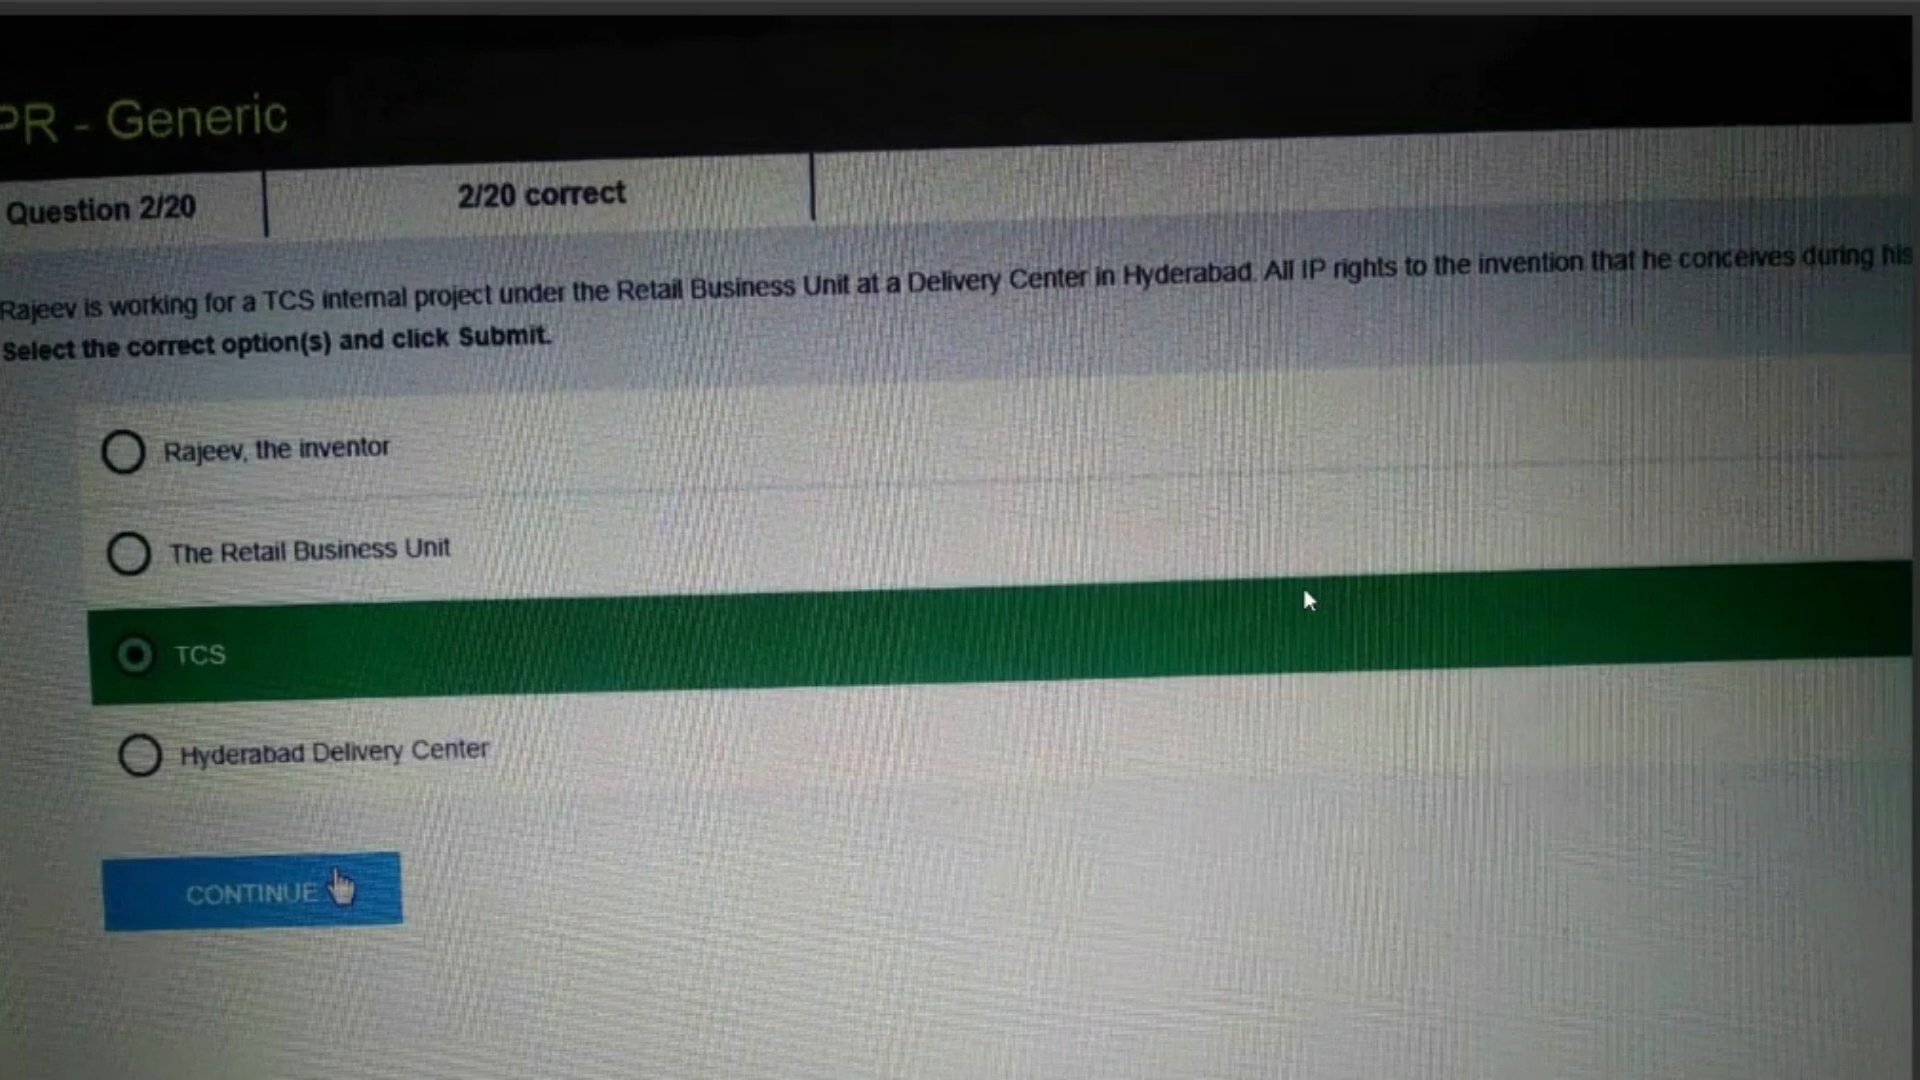 PR - Generic
Question 2/20
2/20 correct
Rajeev is working for a TCS internal project under the Retail Business Unit at a Delivery Center in Hyderabad. All IP rights to the invention that he conceives during his
Select the correct option(s) and click Submit.
Rajeev, the inventor
The Retail Business Unit
TCS
Hyderabad Delivery Center
CONTINUE